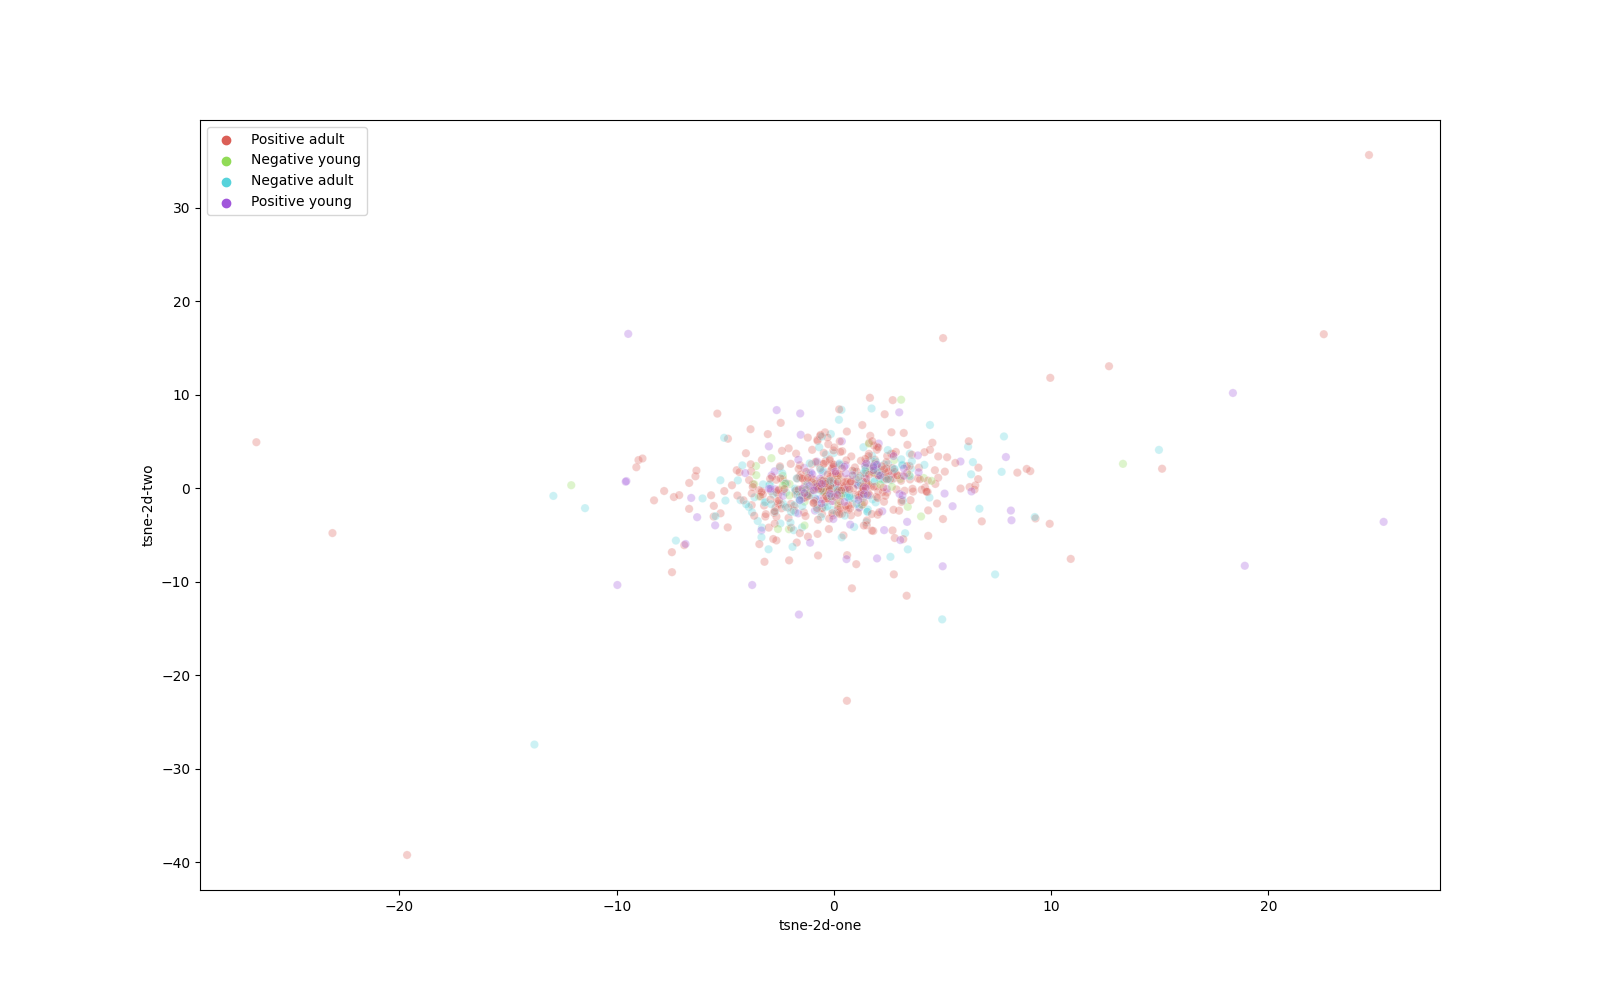 Positive adult
Negative young
Negative adult
Positive young
30
20
10
0
−10
−20
−30
−40
tsne-2d-two
−20
−10
0
10
20
tsne-2d-one